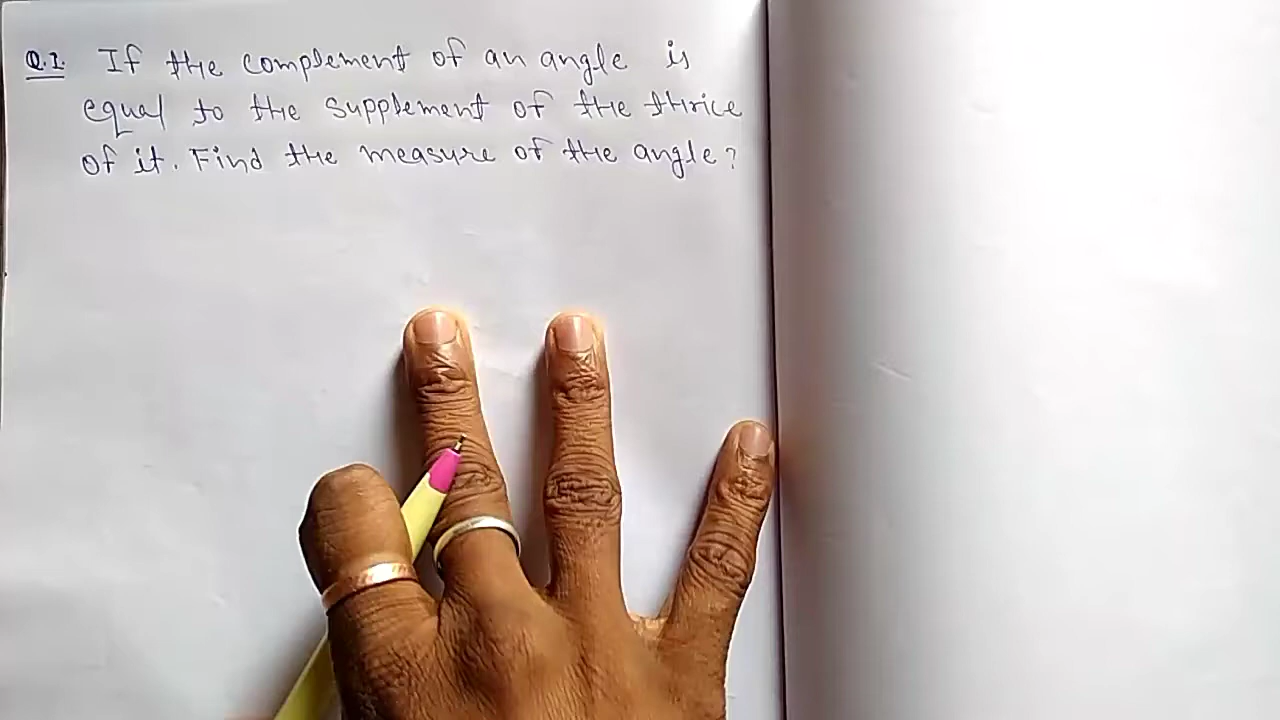 Q.1. If the complement of an angle is
equal to the supplement of the thrice
of it. Find the measure of the angle?